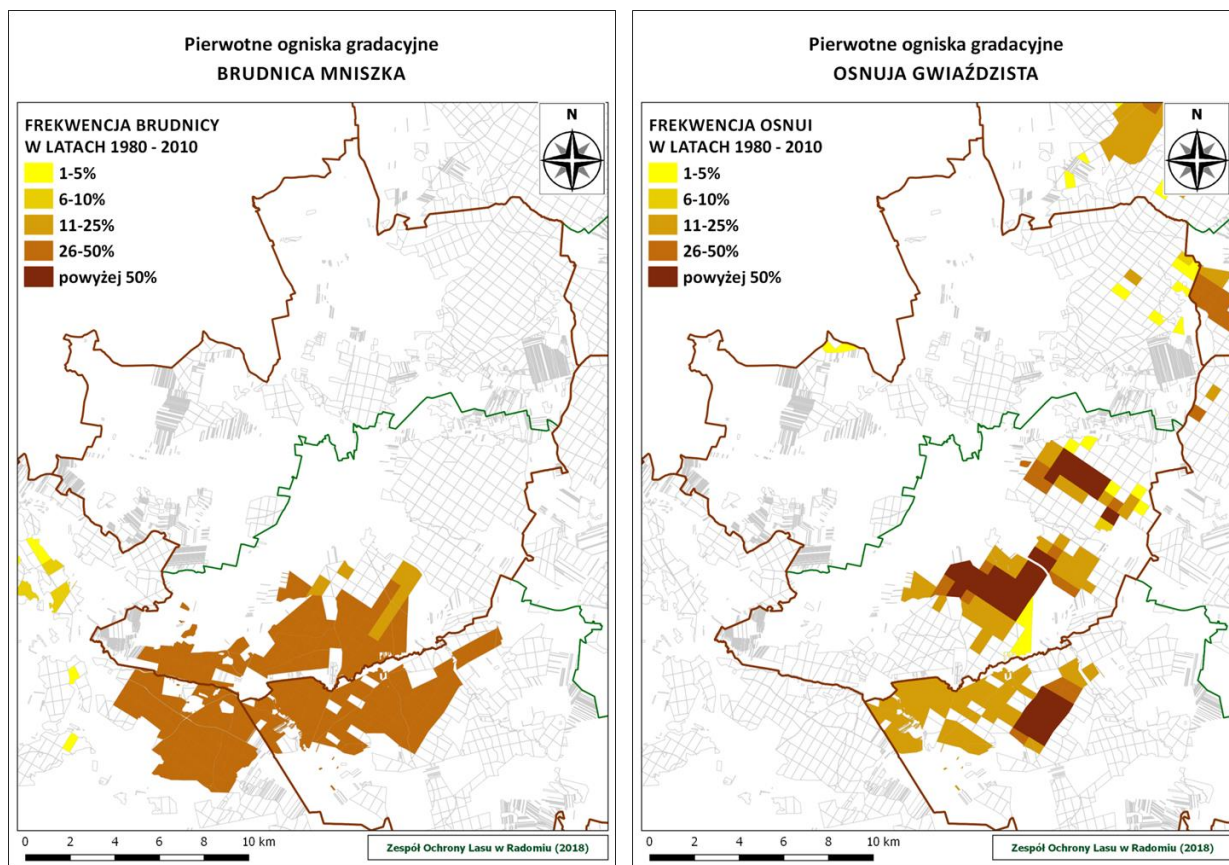 Pierwotne ogniska gradacyjne
BRUDNICA MNISZKA
FREKWENCJA BRUDNICY
W LATACH 1980 - 2010
1-5%
6-10%
11-25%
26-50%
powyżej 50%
N
0 2 4 6 8 10 km
Zespół Ochrony Lasu w Radomiu (2018)
Pierwotne ogniska gradacyjne
OSNUJA GWIAŹDZISTA
FREKWENCJA OSNUI
W LATACH 1980 - 2010
1-5%
6-10%
11-25%
26-50%
powyżej 50%
N
0 2 4 6 8 10 km
Zespół Ochrony Lasu w Radomiu (2018)